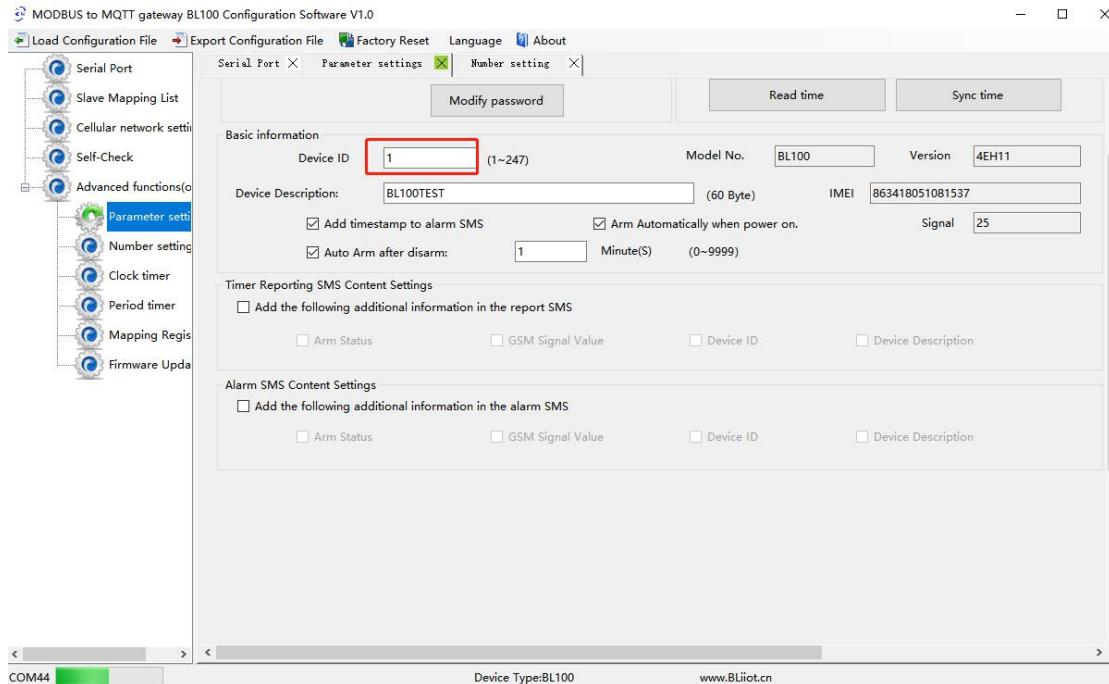 MODBUS to MQTT gateway BL100 Configuration Software V1.0
Load Configuration File Export Configuration File Factory Reset Language About
Serial Port
Slave Mapping List
Cellular network settin
Self-Check
Advanced functions(o
Parameter setti
Number setting
Clock timer
Period timer
Mapping Regis
Firmware Upda
Serial Port Parameter settings Number setting
Modify password Read time Sync time
Basic information
Device ID 1 (1~247) Model No. BL100 Version 4EH11
Device Description: BL100TEST (60 Byte) IMEI 863418051081537
Add timestamp to alarm SMS Arm Automatically when power on. Signal 25
Auto Arm after disarm: 1 Minute(S) (0~9999)
Timer Reporting SMS Content Settings
Add the following additional information in the report SMS
Arm Status GSM Signal Value Device ID Device Description
Alarm SMS Content Settings
Add the following additional information in the alarm SMS
Arm Status GSM Signal Value Device ID Device Description
COM44 Device Type:BL100 www.BLiiot.cn